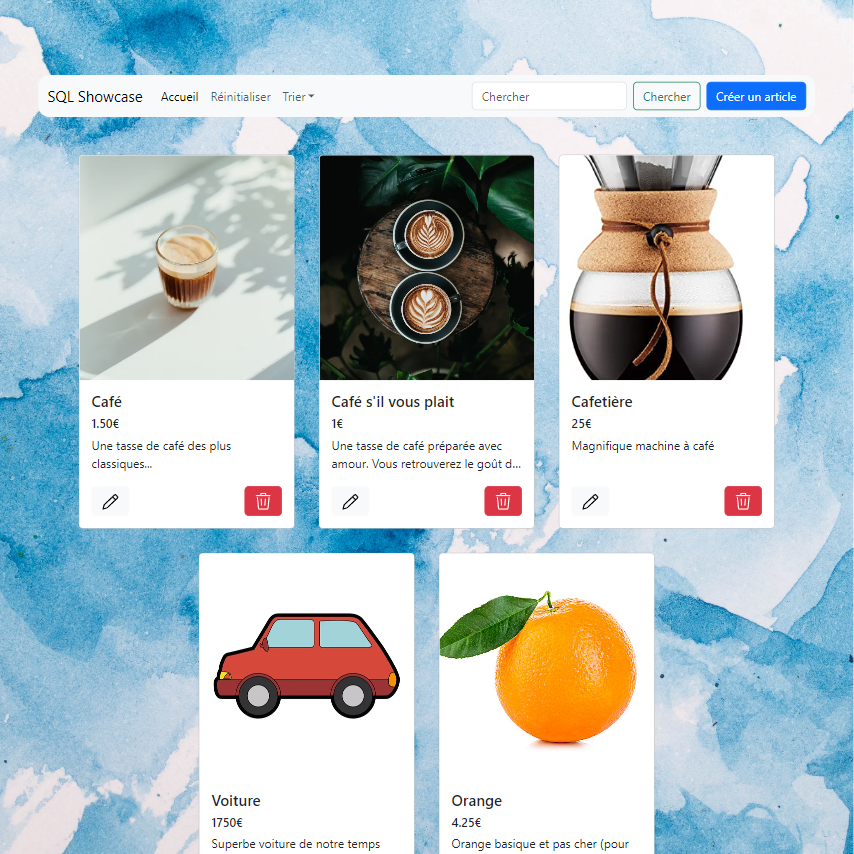 SQL Showcase Accueil Réinitialiser Trier Chercher Chercher Créer un article
Café
1.50€
Une tasse de café des plus
classiques...
Café s'il vous plait
1€
Une tasse de café préparée avec
amour. Vous retrouverez le goût d...
Cafetière
25€
Magnifique machine à café
Voiture
1750€
Superbe voiture de notre temps
Orange
4.25€
Orange basique et pas cher (pour